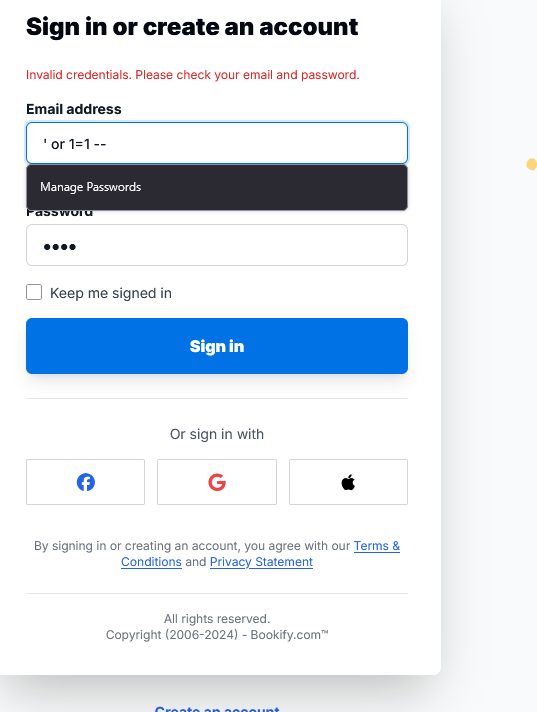 Sign in or create an account
Invalid credentials. Please check your email and password.
Email address
' or 1=1 --
Manage Passwords
Password
••••
Keep me signed in
Sign in
Or sign in with
By signing in or creating an account, you agree with our Terms &
Conditions and Privacy Statement
All rights reserved.
Copyright (2006-2024) - Bookify.com™
Create an account